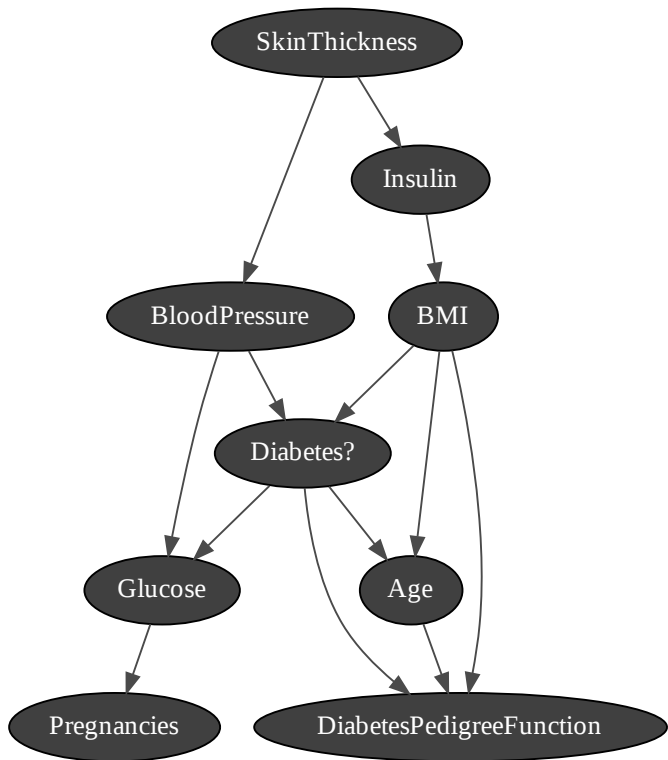 SkinThickness
Insulin
BloodPressure
BMI
Diabetes?
Glucose
Age
Pregnancies
DiabetesPedigreeFunction